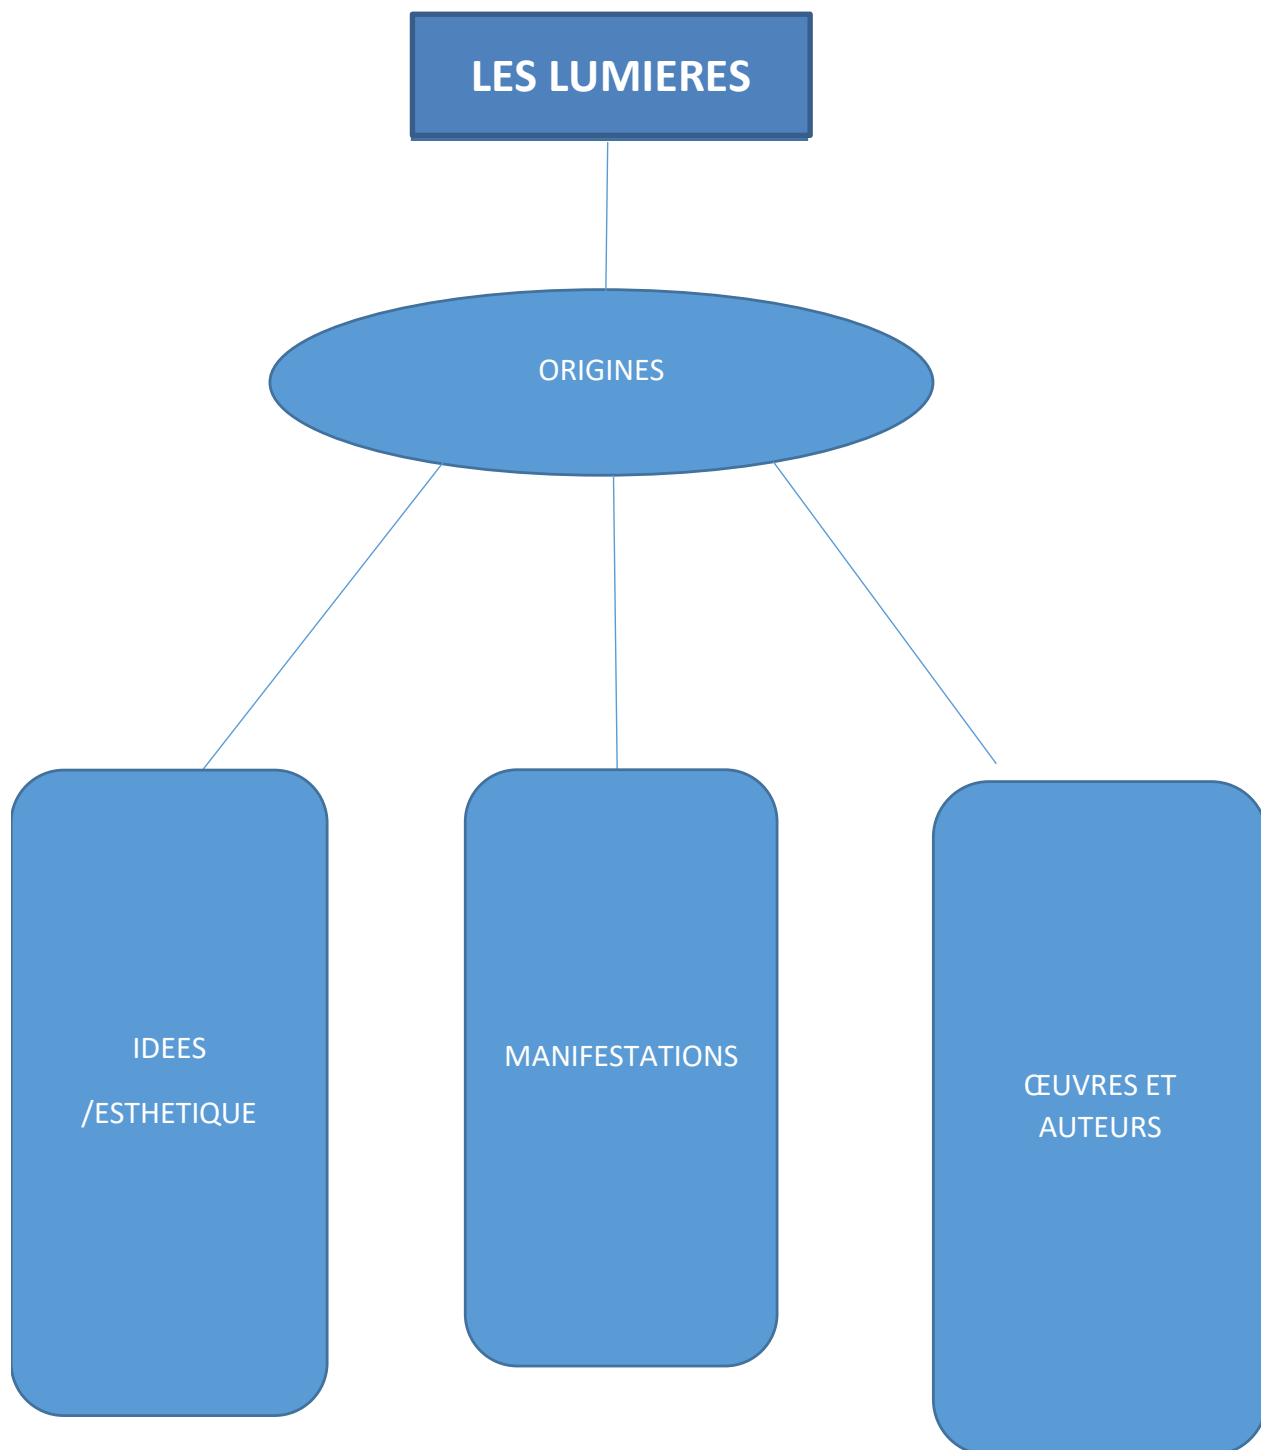 LES LUMIERES
ORIGINES
IDEES
/ESTHETIQUE
MANIFESTATIONS
ŒUVRES ET
AUTEURS